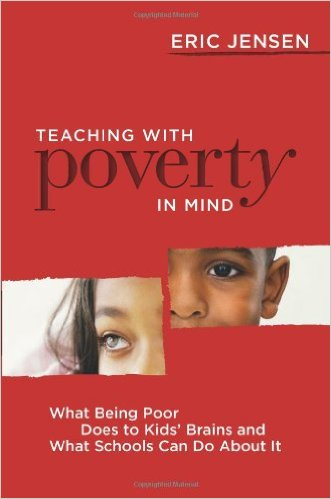 ERIC JENSEN
TEACHING WITH
poverty
IN MIND
What Being Poor
Does to Kids' Brains and
What Schools Can Do About It